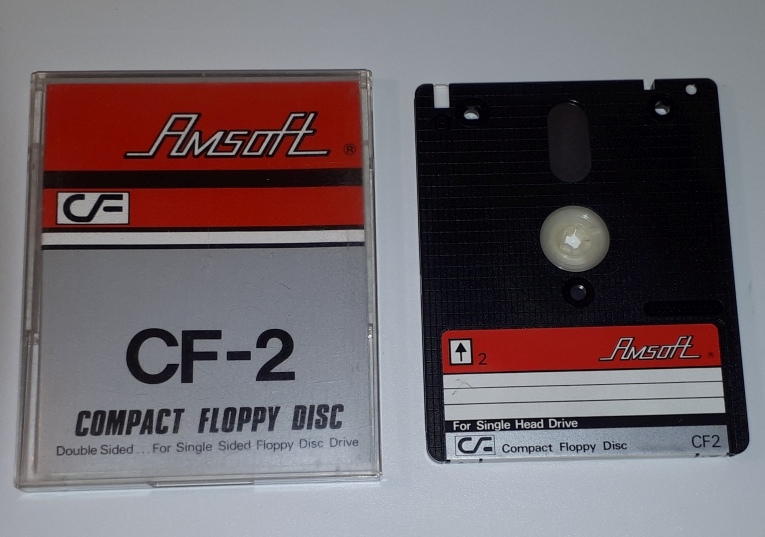 Amsoft ®
CF
CF-2
COMPACT FLOPPY DISC
Double Sided ... For Single Sided Floppy Disc Drive
2
Amsoft ®
For Single Head Drive
CF Compact Floppy Disc CF2